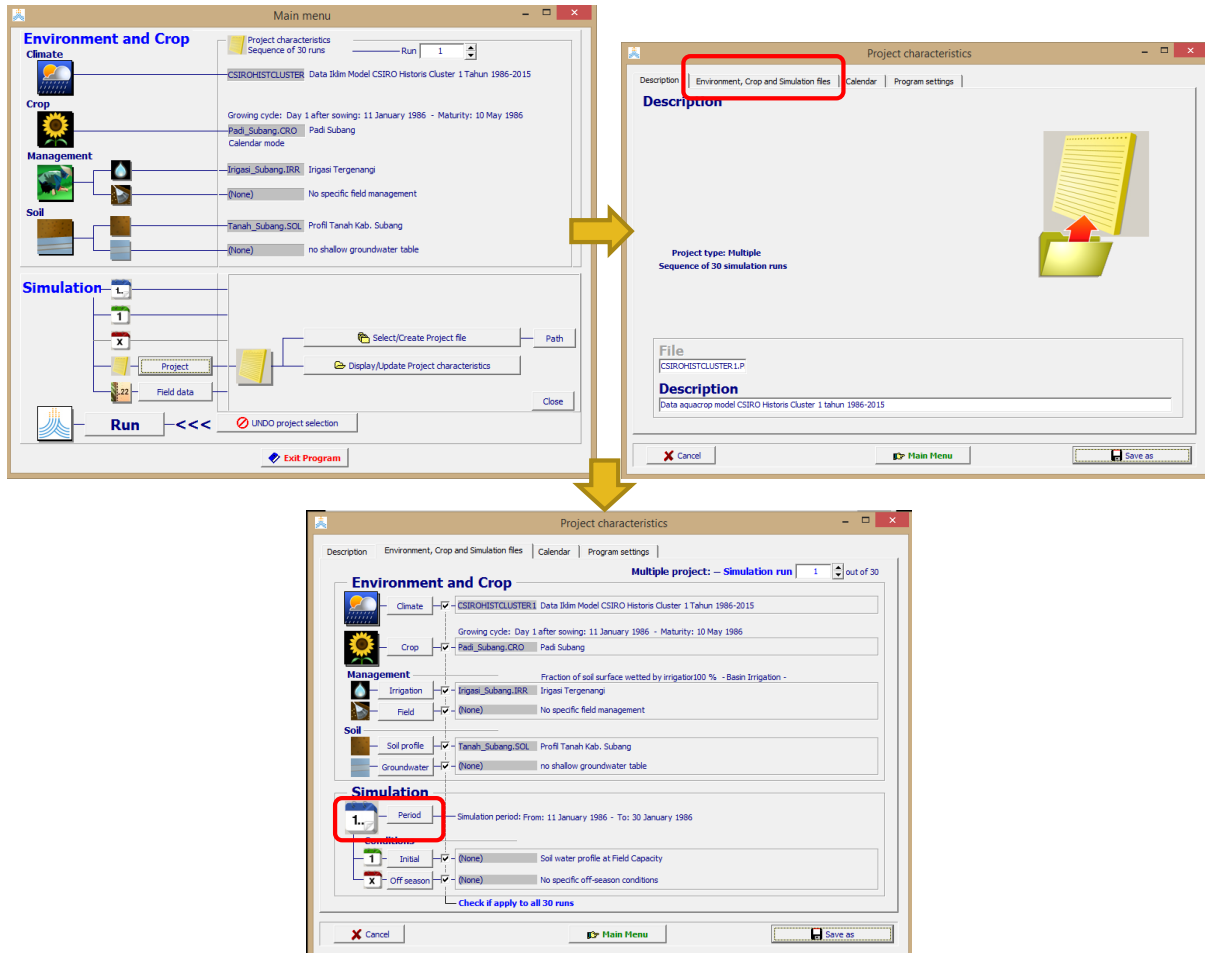 Main menu
Environment and Crop
Climate
Project characteristics
Sequence of 30 runs
Run 1
CSIROHISTCLUSTER Data Iklim Model CSIRO Historis Cluster 1 Tahun 1986-2015
Crop
Growing cycle: Day 1 after sowing: 11 January 1986 - Maturity: 10 May 1986
Padi_Subang.CRO Padi Subang
Calendar mode
Management
Irigasi_Subang.IRR Irigasi Tergenangi
(None) No specific field management
Soil
Tanah_Subang.SOL Profil Tanah Kab. Subang
(None) no shallow groundwater table
Simulation
1..
1
X
Select/Create Project file
Path
Project
Display/Update Project characteristics
.22
Field data
Close
Run
<<<
UNDO project selection
Exit Program
Project characteristics
Description
Environment, Crop and Simulation files
Calendar
Program settings
Description
Project type: Multiple
Sequence of 30 simulation runs
File
CSIROHISTCLUSTER1.P
Description
Data aquacrop model CSIRO Historis Cluster 1 tahun 1986-2015
Cancel
Main Menu
Save as
Project characteristics
Description
Environment, Crop and Simulation files
Calendar
Program settings
Multiple project: -- Simulation run 1 out of 30
Environment and Crop
Climate CSIROHISTCLUSTER1 Data Iklim Model CSIRO Historis Cluster 1 Tahun 1986-2015
Growing cycle: Day 1 after sowing: 11 January 1986 - Maturity: 10 May 1986
Crop Padi_Subang.CRO Padi Subang
Management
Fraction of soil surface wetted by irrigatior100 % - Basin Irrigation -
Irrigation Irigasi_Subang.IRR Irigasi Tergenangi
Field (None) No specific field management
Soil
Soil profile Tanah_Subang.SOL Profil Tanah Kab. Subang
Groundwater (None) no shallow groundwater table
Simulation
1.. Period Simulation period: From: 11 January 1986 - To: 30 January 1986
Conditions
1 Initial (None) Soil water profile at Field Capacity
X Off season (None) No specific off-season conditions
Check if apply to all 30 runs
Cancel
Main Menu
Save as